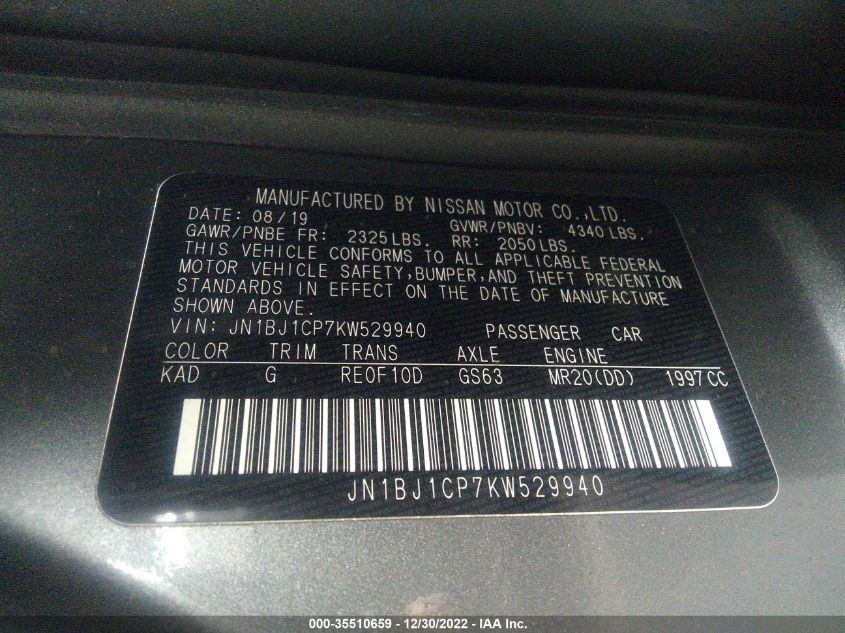 MANUFACTURED BY NISSAN MOTOR CO.,LTD.
DATE: 08/19 GVWR/PNBV: 4340 LBS.
GAWR/PNBE FR: 2325 LBS. RR: 2050 LBS.
THIS VEHICLE CONFORMS TO ALL APPLICABLE FEDERAL
MOTOR VEHICLE SAFETY,BUMPER,AND THEFT PREVENTION
STANDARDS IN EFFECT ON THE DATE OF MANUFACTURE
SHOWN ABOVE.
VIN: JN1BJ1CP7KW529940 PASSENGER CAR
COLOR TRIM TRANS AXLE ENGINE
KAD G RE0F10D GS63 MR20(DD) 1997CC
JN1BJ1CP7KW529940
000-35510659 - 12/30/2022 - IAA Inc.